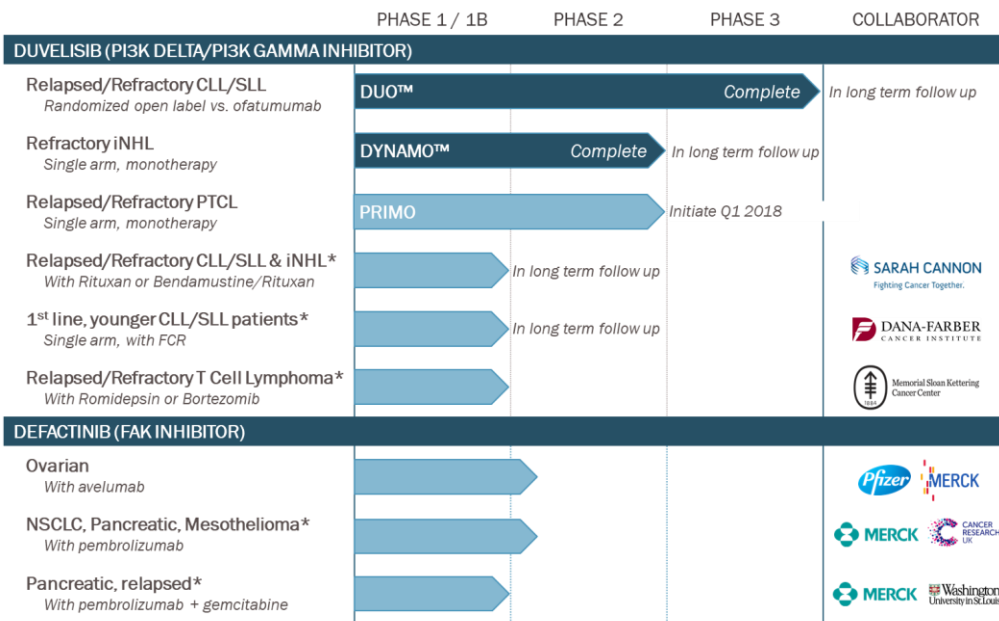 PHASE 1 / 1B PHASE 2 PHASE 3 COLLABORATOR
DUVELISIB (PI3K DELTA/PI3K GAMMA INHIBITOR)
Relapsed/Refractory CLL/SLL
Randomized open label vs. ofatumumab
DUO™ Complete In long term follow up
Refractory iNHL
Single arm, monotherapy
DYNAMO™ Complete In long term follow up
Relapsed/Refractory PTCL
Single arm, monotherapy
PRIMO Initiate Q1 2018
Relapsed/Refractory CLL/SLL & iNHL*
With Rituxan or Bendamustine/Rituxan
In long term follow up
SARAH CANNON
Fighting Cancer Together.
1st line, younger CLL/SLL patients*
Single arm, with FCR
In long term follow up
DANA-FARBER
CANCER INSTITUTE
Relapsed/Refractory T Cell Lymphoma*
With Romidepsin or Bortezomib
1884
Memorial Sloan Kettering
Cancer Center
DEFACTINIB (FAK INHIBITOR)
Ovarian
With avelumab
Pfizer MERCK
NSCLC, Pancreatic, Mesothelioma*
With pembrolizumab
MERCK
CANCER
RESEARCH
UK
Pancreatic, relapsed*
With pembrolizumab + gemcitabine
MERCK
Washington
University in St. Louis